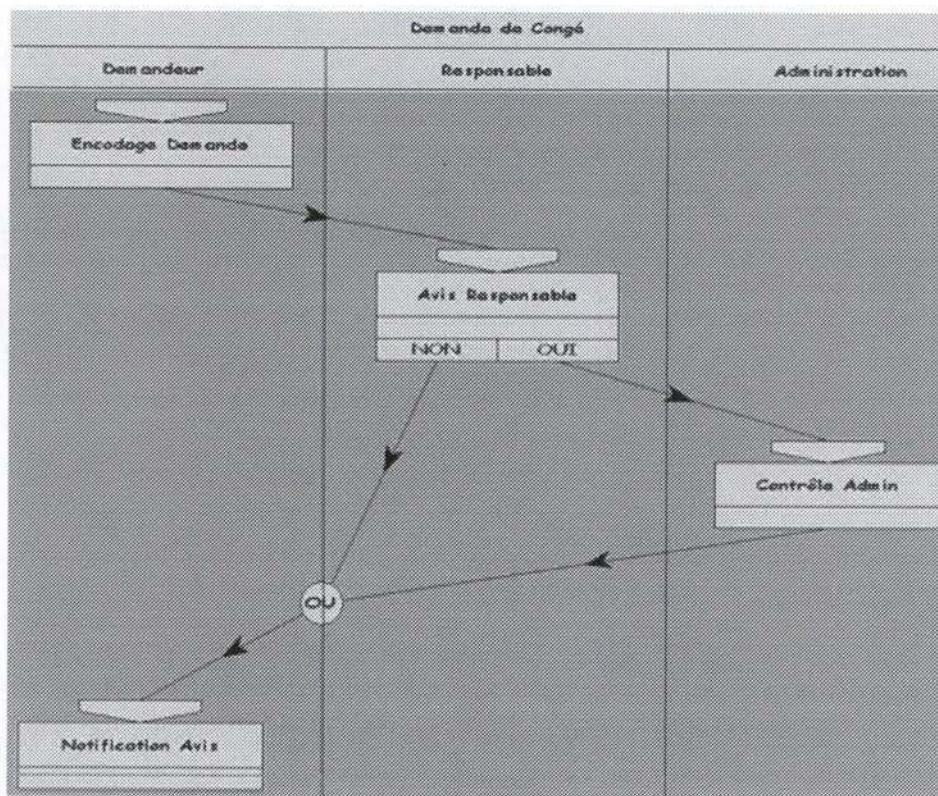 Demande de Congé
Demandeur
Responsable
Administration
Encodage Demande
Avis Responsable
NON
OUI
Contrôle Admin
OU
Notification Avis